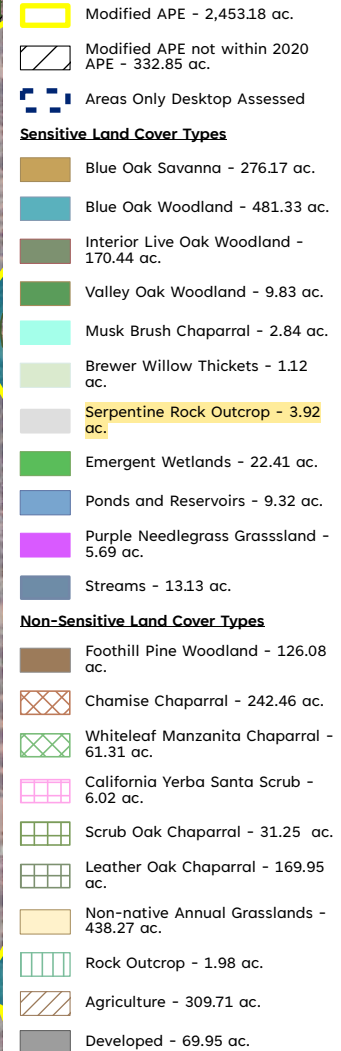 Modified APE - 2,453.18 ac.
Modified APE not within 2020
APE - 332.85 ac.
Areas Only Desktop Assessed
Sensitive Land Cover Types
Blue Oak Savanna - 276.17 ac.
Blue Oak Woodland - 481.33 ac.
Interior Live Oak Woodland -
170.44 ac.
Valley Oak Woodland - 9.83 ac.
Musk Brush Chaparral - 2.84 ac.
Brewer Willow Thickets - 1.12
ac.
Serpentine Rock Outcrop - 3.92
ac.
Emergent Wetlands - 22.41 ac.
Ponds and Reservoirs - 9.32 ac.
Purple Needlegrass Grasssland -
5.69 ac.
Streams - 13.13 ac.
Non-Sensitive Land Cover Types
Foothill Pine Woodland - 126.08
ac.
Chamise Chaparral - 242.46 ac.
Whiteleaf Manzanita Chaparral -
61.31 ac.
California Yerba Santa Scrub -
6.02 ac.
Scrub Oak Chaparral - 31.25 ac.
Leather Oak Chaparral - 169.95
ac.
Non-native Annual Grasslands -
438.27 ac.
Rock Outcrop - 1.98 ac.
Agriculture - 309.71 ac.
Developed - 69.95 ac.